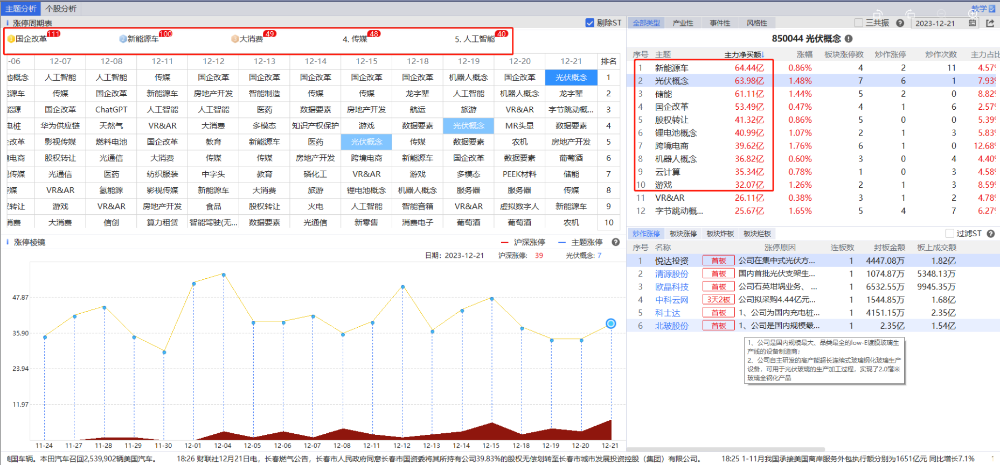 主题分析 个股分析 教学
涨停周期表 剔除ST
1 国企改革 111 2 新能源车 100 3 大消费 49 4. 传媒 48 5. 人工智能 40
-06 12-07 12-08 12-11 12-12 12-13 12-14 12-15 12-18 12-19 12-20 12-21 排名
池概念 人工智能 人工智能 传媒 国企改革 国企改革 国企改革 国企改革 国企改革 机器人概念 国企改革 光伏概念 1
源车 传媒 国企改革 新能源车 房地产开发 智能制造 传媒 传媒 龙字辈 人工智能 机器人概念 龙字辈 2
能源 国企改革 ChatGPT 人工智能 人工智能 医药 数据要素 房地产开发 航运 旅游 VR&AR 字节跳动概... 3
电桩 华为供应链 天然气 VR&AR 大消费 多模态 知识产权保护 游戏 数据要素 光伏概念 MR头显 数据要素 4
企改革 影视传媒 燃料电池 国企改革 教育 新能源车 医药 光伏概念 传媒 数据要素 农机 房地产开发 5
境电商 股权转让 光通信 大消费 传媒 传媒 房地产开发 跨境电商 新能源车 国企改革 数据要素 葡萄酒 6
视传媒 光通信 医药 纺织服装 中字头 教育 磷化工 VR&AR 游戏 多模态 PEEK材料 储能 7
媒 VR&AR 氢能源 影视传媒 新能源车 大消费 旅游 锂电池概念 机器人概念 服务器 服务器 传媒 8
权转让 游戏 VR&AR 房地产开发 食品 股权转让 火电 人工智能 智能音箱 VR&AR 虚拟数字人 新能源车 9
消费 大消费 信创 算力租赁 智能驾驶(无... 数据要素 光通信 新零售 消费电子 葡萄酒 葡萄酒 农机 10
涨停棱镜 沪深涨停 主题涨停
日期：2023-12-21 沪深涨停: 39 光伏概念: 7
47.87
35.90
23.94
11.97
11-24 11-27 11-28 11-29 11-30 12-01 12-04 12-05 12-06 12-07 12-08 12-11 12-12 12-13 12-14 12-15 12-18 12-19 12-20 12-21
全部类型 产业性 事件性 风格性 三共振 2023-12-21
850044 光伏概念
序号 主题 主力净买额↓ 涨幅 板块涨停数 炒作涨停 炒作次数 主力占比
1 新能源车 64.44亿 0.86% 4 2 11 4.57%
2 光伏概念 63.98亿 1.48% 7 6 1 7.93%
3 储能 61.11亿 1.44% 5 2 0 8.82%
4 国企改革 53.49亿 0.47% 4 1 6 2.57%
5 股权转让 41.32亿 0.86% 5 0 0 5.39%
6 锂电池概念 40.99亿 1.07% 2 1 3 5.83%
7 跨境电商 39.62亿 1.76% 6 1 0 12.68%
8 机器人概念 36.82亿 0.60% 3 0 4 4.40%
9 云计算 35.34亿 0.78% 1 0 3 4.58%
10 游戏 32.07亿 1.26% 2 1 3 8.59%
11 VR&AR 26.11亿 0.38% 3 1 2 4.78%
12 字节跳动概... 25.67亿 1.65% 5 4 7 6.27%
炒作涨停 板块涨停 板块炸板 板块烂板 过滤ST
序号 名称 涨停原因 连板数 封板金额 板上成交额
1 悦达投资 首板 公司在集中式光伏方... 1 4447.08万 1.82亿
2 清源股份 首板 国内首批光伏支架生... 1 1074.87万 5348.13万
3 欧晶科技 首板 公司石英坩埚业务、 ... 1 6532.55万 9945.35万
4 中科云网 3天2板 公司拟采购4.44亿元... 1 1544.85万 1.68亿
5 科士达 首板 1、公司为国内充电桩... 1 4151.15万 2.35亿
6 北玻股份 首板 1、公司是国内规模最... 1 2.35亿 1.54亿
1、公司是国内规模最大、品类最全的low-E镀膜玻璃生
产线的设备制造商；
2、公司自主研发的高产能超长连续式玻璃钢化玻璃生产
设备，可用于光伏玻璃的生产加工过程，实现了2.0毫米
玻璃全钢化产品
美国车辆。本田汽车召回2,539,902辆美国汽车。 18:26 财联社12月21日电，长春燃气公告，长春市人民政府同意长春市国资委将其所持有公司39.83%的股权无偿划转至长春市城市发展投资控股（集团）有限公司。 18:25 1-11月我国承接美国离岸服务外包执行额分别为1651亿元 同比增长7.1%